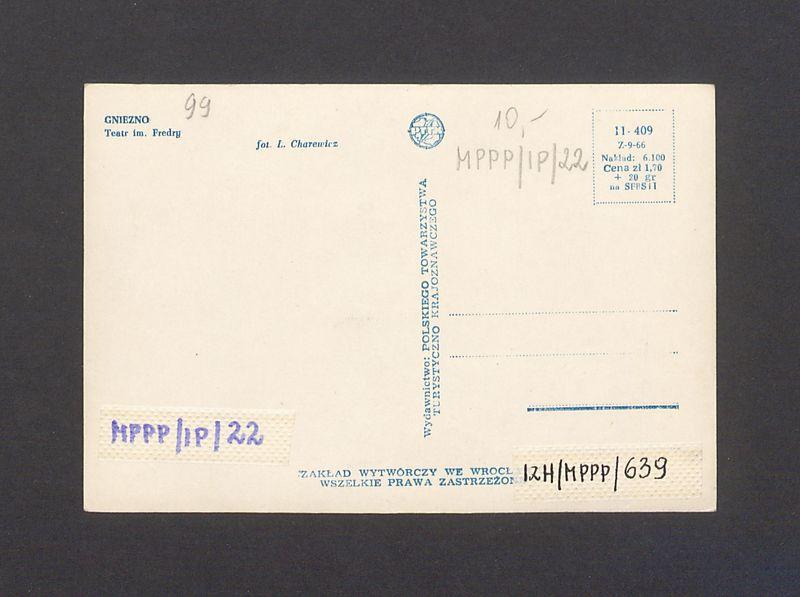 GNIEZNO
Teatr im. Fredry
99
fot. L. Charewicz
10,-
MPPP/IP/22
11-409
Z-9-66
Nakład: 6.100
Cena zł 1,70
+ 20 gr
na SFBSiI
Wydawnictwo: POLSKIEGO TOWARZYSTWA
TURYSTYCZNO KRAJOZNAWCZEGO
MPPP/IP/22
ZAKŁAD WYTWÓRCZY WE WROCŁ
WSZELKIE PRAWA ZASTRZEŻON
12H/MPPP/639